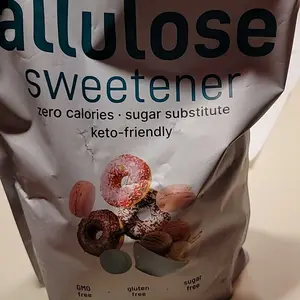 allulose
sweetener
zero calories · sugar substitute
keto-friendly
GMO free
gluten free
sugar free